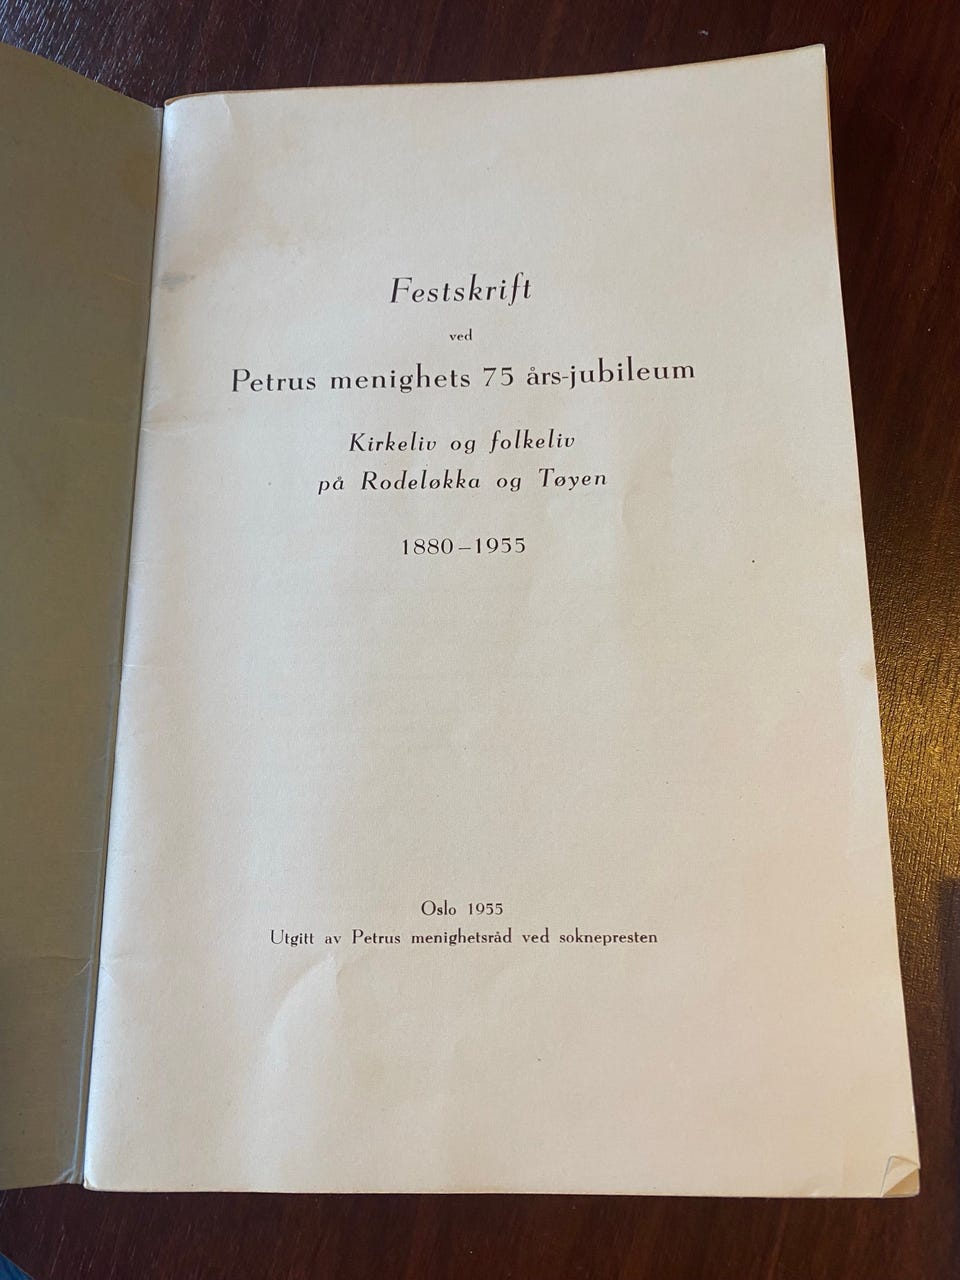 Festskrift
ved
Petrus menighets 75 års-jubileum
Kirkeliv og folkeliv
på Rodeløkka og Tøyen
1880–1955
Oslo 1955
Utgitt av Petrus menighetsråd ved soknepresten